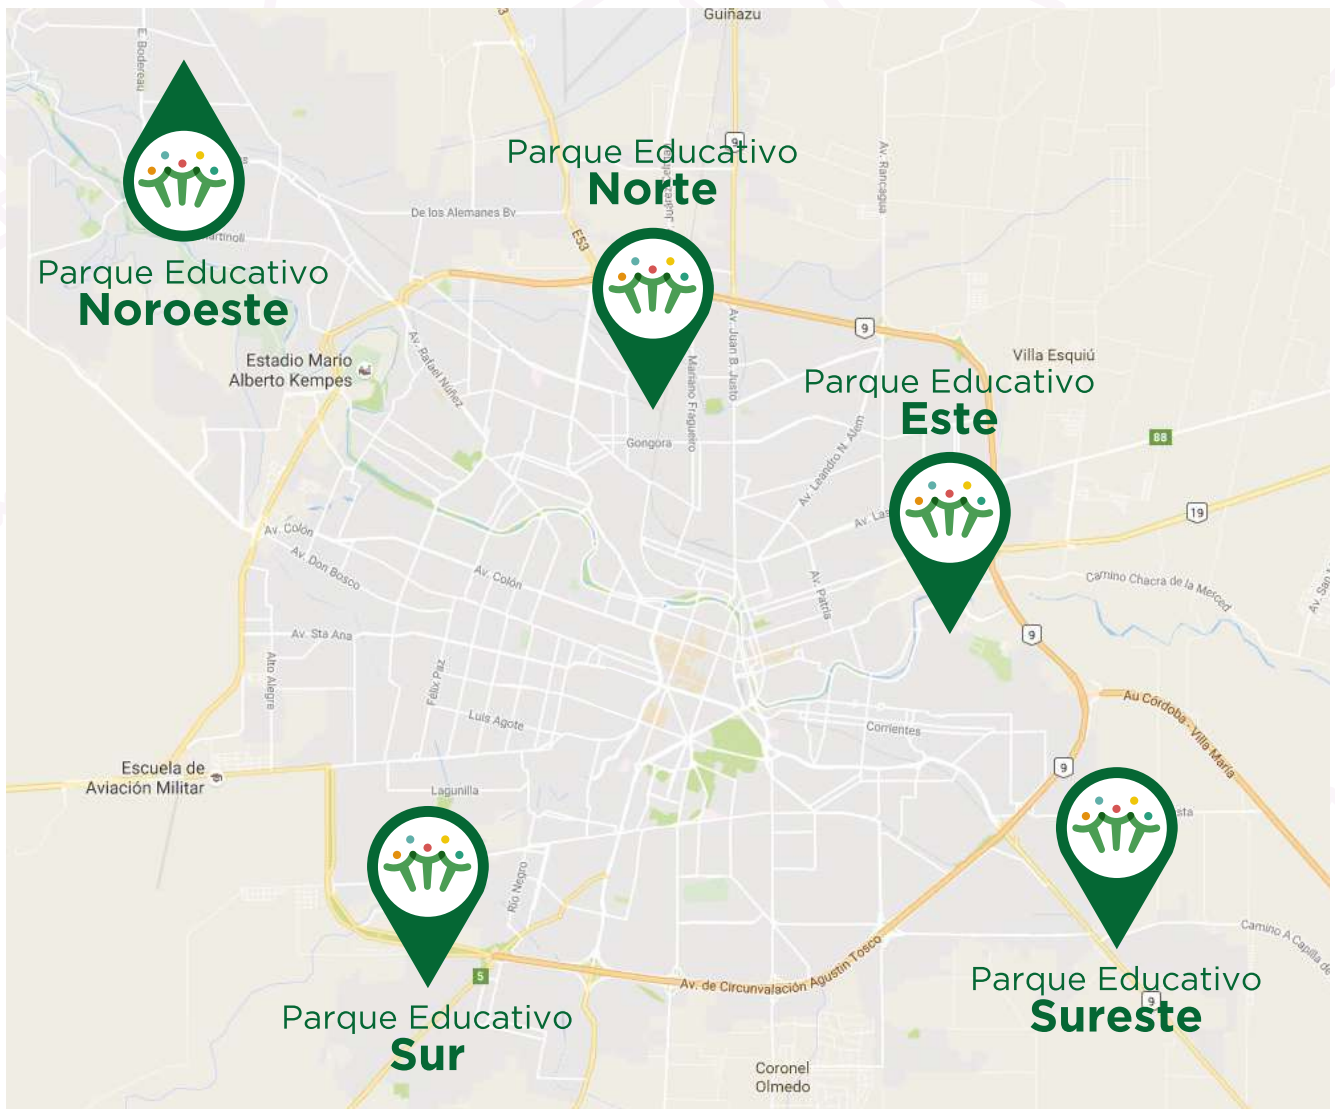 Guiñazu
E. Bodereau
9
Parque Educativo
Norte
Av. Rancagua
De los Alemanes Bv.
E53
Parque Educativo
Noroeste
9
Av. Juan B. Justo
Av. Rafael Núñez
Estadio Mario
Alberto Kempes
Mariano Fragueiro
Villa Esquiú
Parque Educativo
Este
Gongora
Av. Leandro N. Alem
88
19
Av. Colón
Av. Don Bosco
Av. Colón
Av. Patria
Camino Chacra de la Merced
Av. Sta Ana
9
Alto Alegre
Félix Paz
Luis Agote
Corrientes
Au Córdoba - Villa María
Escuela de
Aviación Militar
9
Lagunilla
Río Negro
Camino A Capilla de
5
Av. de Circunvalación Agustín Tosco
Parque Educativo
Sureste
9
Parque Educativo
Sur
Coronel
Olmedo